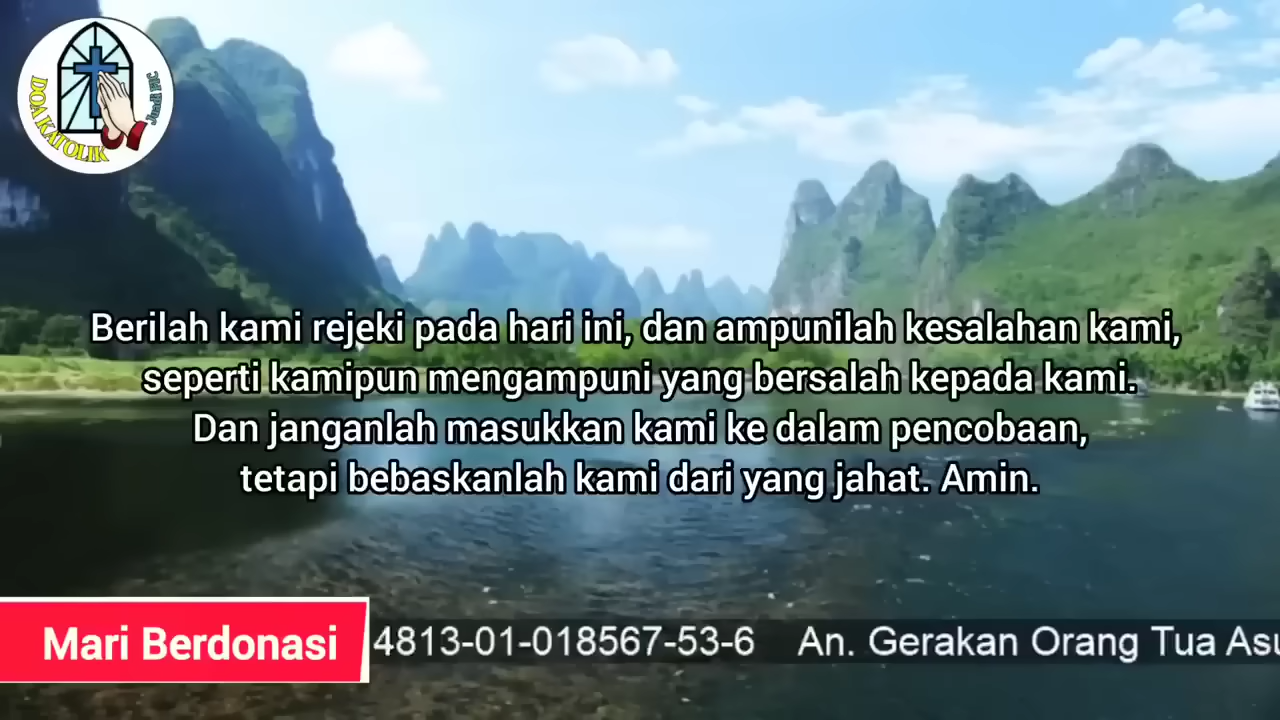 DOA KATOLIK
Berilah kami rejeki pada hari ini, dan ampunilah kesalahan kami,
seperti kamipun mengampuni yang bersalah kepada kami.
Dan janganlah masukkan kami ke dalam pencobaan,
tetapi bebaskanlah kami dari yang jahat. Amin.
Mari Berdonasi
4813-01-018567-53-6 An. Gerakan Orang Tua Asu